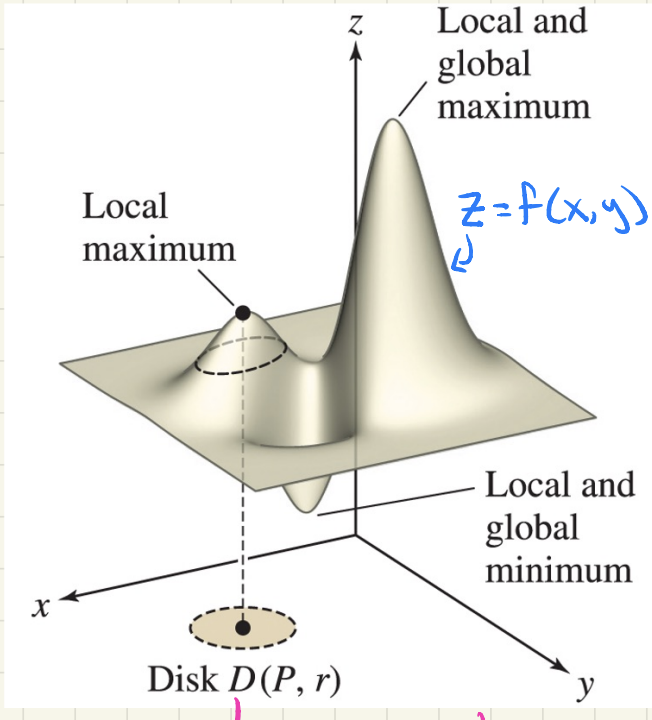 z
Local and
global
maximum
Local
maximum
z = f(x,y)
Local and
global
minimum
x
Disk D(P, r)
y